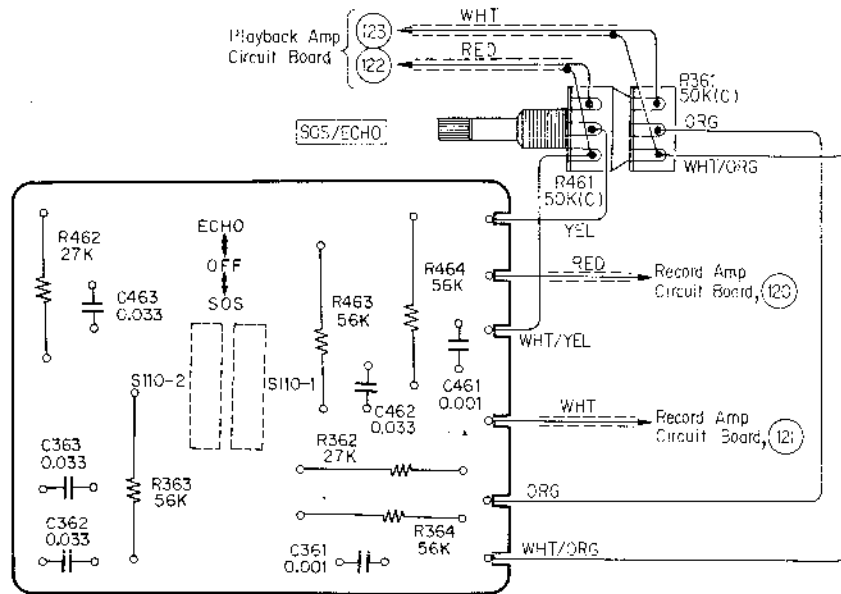 WHT
Playback Amp
Circuit Board
123
RED
122
R361
50K(C)
SOS/ECHO
ORG
WHT/ORG
R461
50K(C)
YEL
ECHO
OFF
SOS
R462
27K
C463
0.033
R463
56K
R464
56K
RED
Record Amp
Circuit Board, 120
WHT/YEL
S110-2
S110-1
C461
0.001
C462
0.033
WHT
Record Amp
Circuit Board, 121
C363
0.033
R363
56K
R362
27K
ORG
C362
0.033
R364
56K
C361
0.001
WHT/ORG